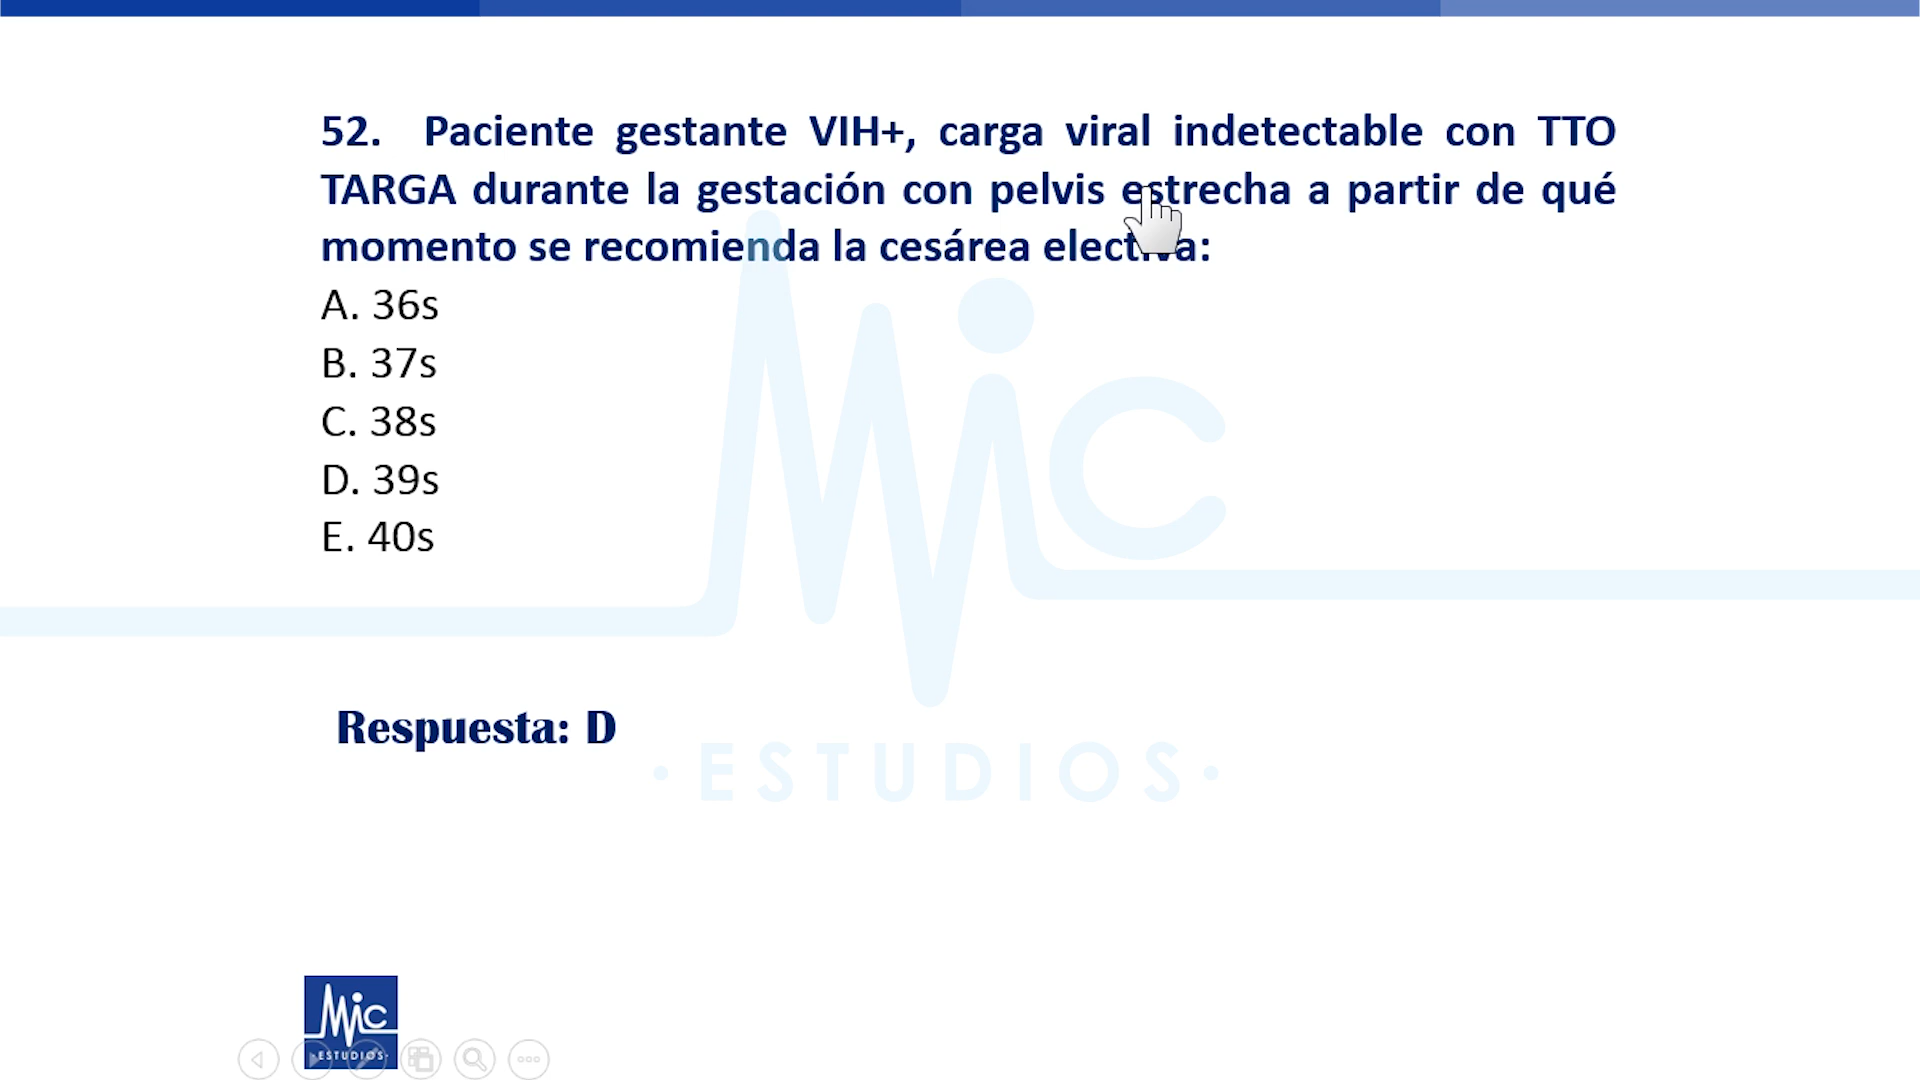 52. Paciente gestante VIH+, carga viral indetectable con TTO
TARGA durante la gestación con pelvis estrecha a partir de qué
momento se recomienda la cesárea electiva:
A. 36s
B. 37s
C. 38s
D. 39s
E. 40s
Respuesta: D
Mic
·ESTUDIOS·
Mic
·ESTUDIOS·